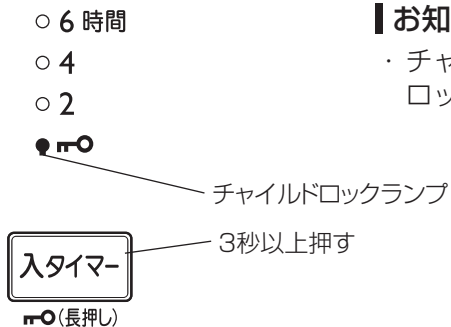 6 時間
4
2
チャイルドロックランプ
3秒以上押す
入タイマー
(長押し)
お知
・チャ
ロッ